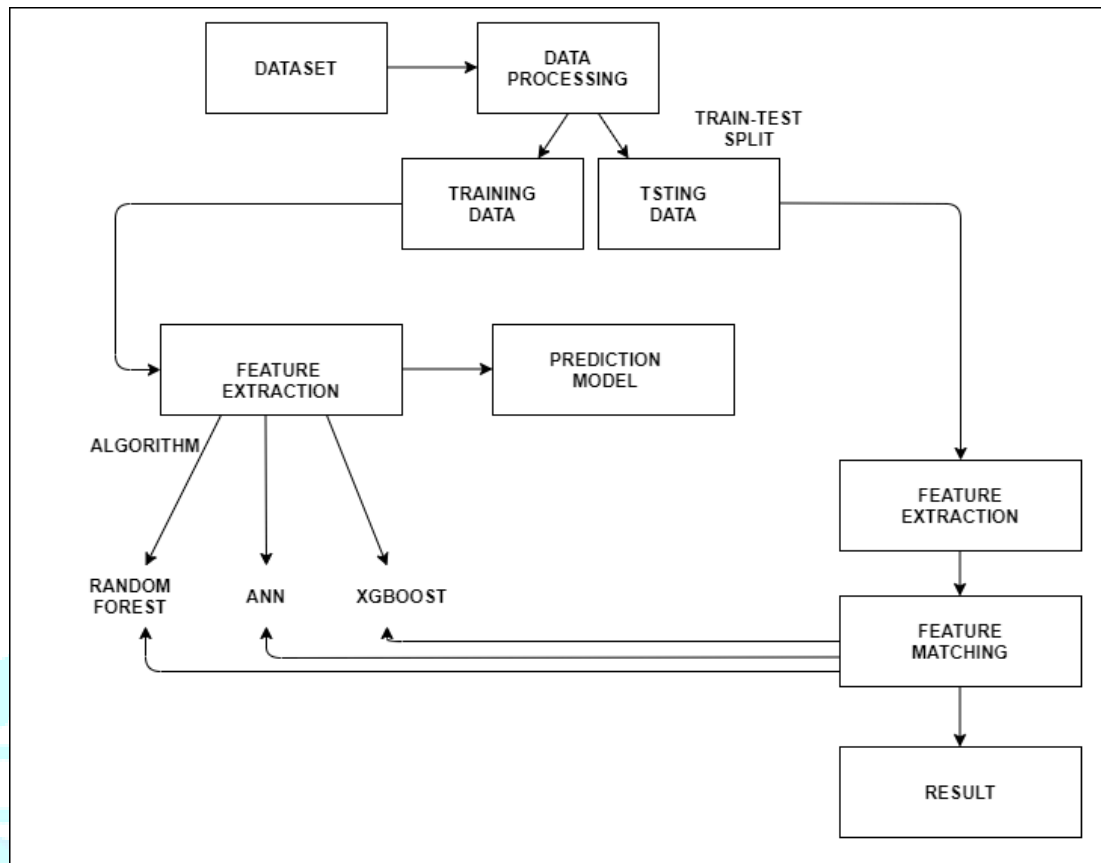 DATASET
DATA
PROCESSING
TRAIN-TEST
SPLIT
TRAINING
DATA
TSTING
DATA
FEATURE
EXTRACTION
PREDICTION
MODEL
ALGORITHM
RANDOM
FOREST
ANN
XGBOOST
FEATURE
EXTRACTION
FEATURE
MATCHING
RESULT